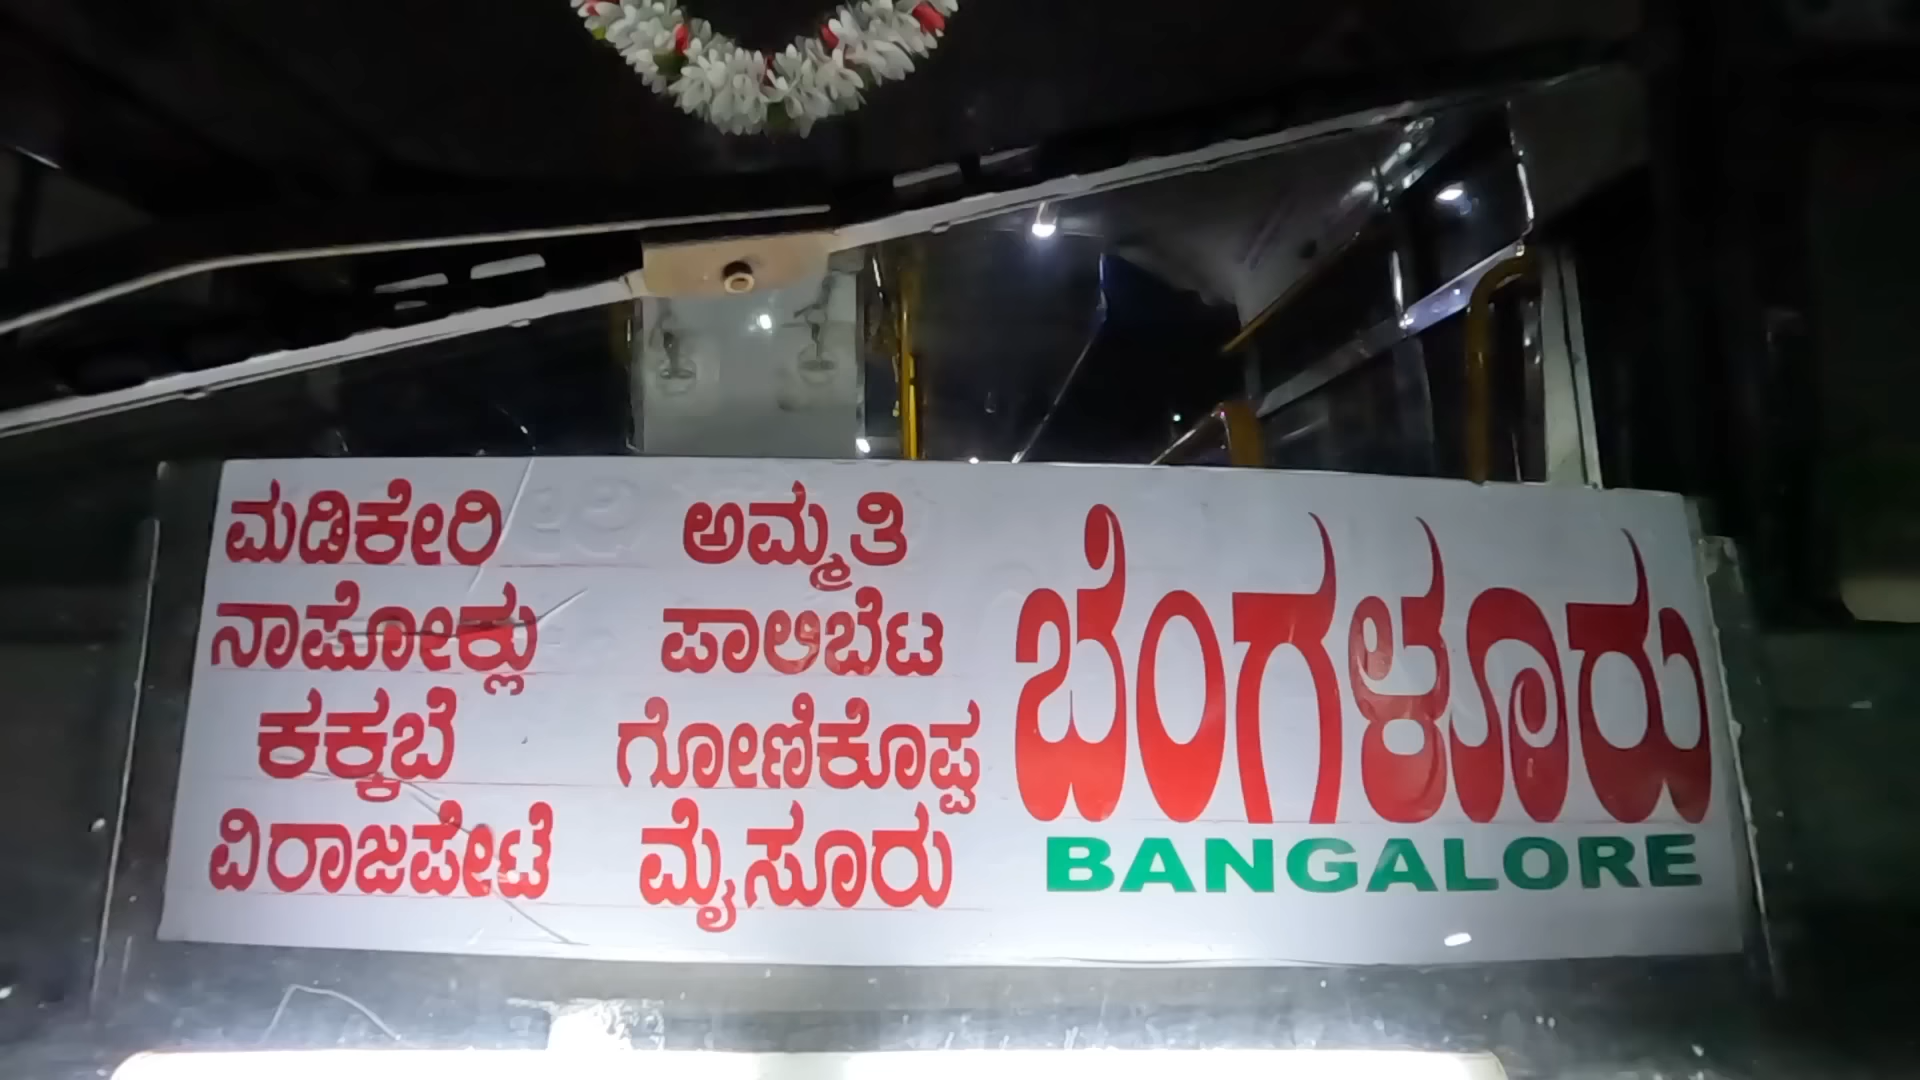 ಮಡಿಕೇರಿ
ನಾಪೋಕ್ಲು
ಕಕ್ಕಬೆ
ವಿರಾಜಪೇಟೆ
ಅಮ್ಮತ್ತಿ
ಪಾಲಿಬೆಟ
ಗೋಣಿಕೊಪ್ಪ
ಮೈಸೂರು
ಬೆಂಗಳೂರು
BANGALORE